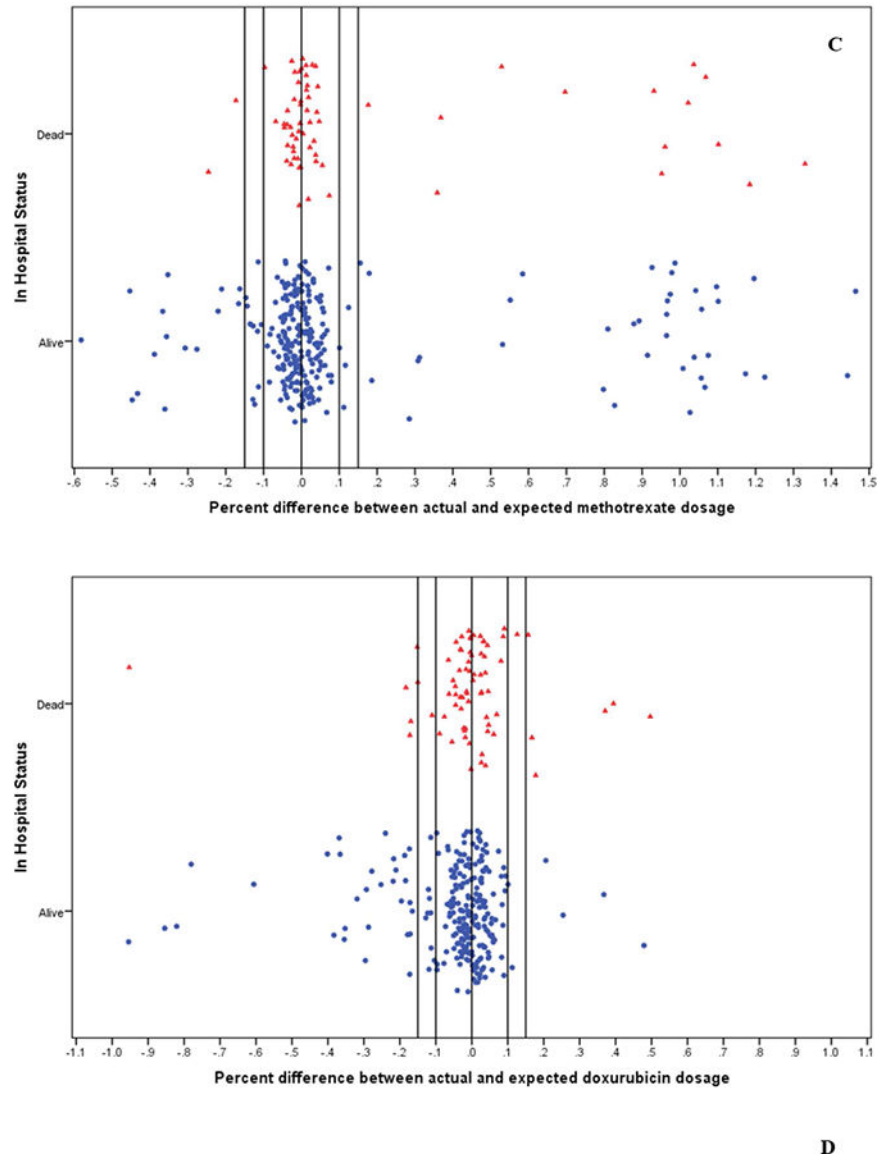 C
In Hospital Status
Dead
Alive
-.6 -.5 -.4 -.3 -.2 -.1 .0 .1 .2 .3 .4 .5 .6 .7 .8 .9 1.0 1.1 1.2 1.3 1.4 1.5
Percent difference between actual and expected methotrexate dosage
In Hospital Status
Dead
Alive
-1.1 -1.0 -.9 -.8 -.7 -.6 -.5 -.4 -.3 -.2 -.1 .0 .1 .2 .3 .4 .5 .6 .7 .8 .9 1.0 1.1
Percent difference between actual and expected doxurubicin dosage
D